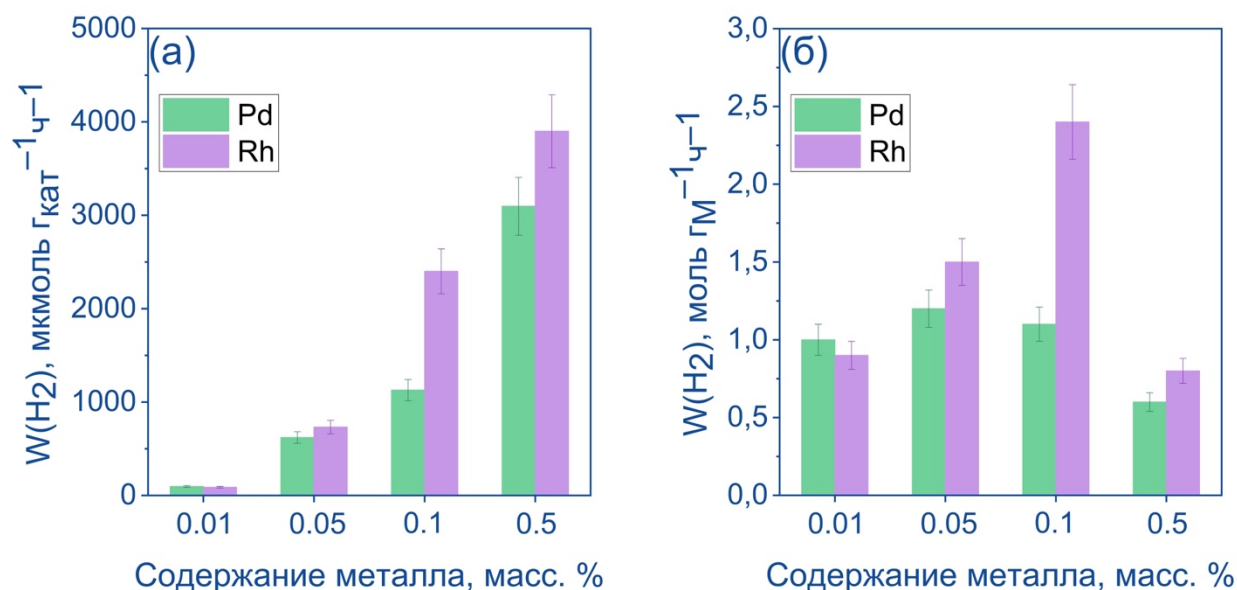 (а)
Pd
Rh
W(H2), мкмоль гкат−1ч−1
5000
4000
3000
2000
1000
0
0.01 0.05 0.1 0.5
Содержание металла, масс. %
(б)
Pd
Rh
W(H2), моль гМ−1ч−1
3,0
2,5
2,0
1,5
1,0
0,5
0,0
0.01 0.05 0.1 0.5
Содержание металла, масс. %